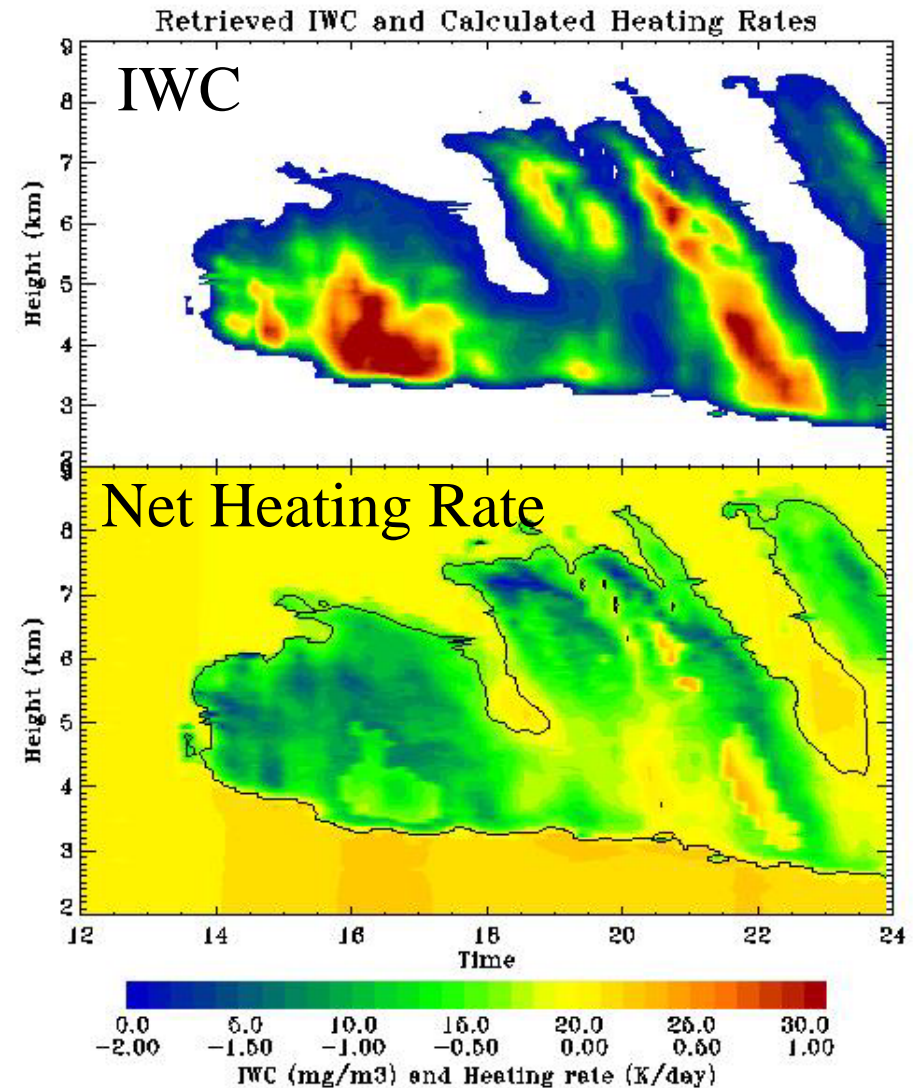 Retrieved IWC and Calculated Heating Rates
IWC
9
8
7
6
5
4
3
2
Height (km)
Net Heating Rate
9
8
7
6
5
4
3
2
Height (km)
12 14 16 18 20 22 24
Time
0.0 5.0 10.0 15.0 20.0 25.0 30.0
-2.00 -1.50 -1.00 -0.50 0.00 0.50 1.00
IWC (mg/m3) and Heating rate (K/day)